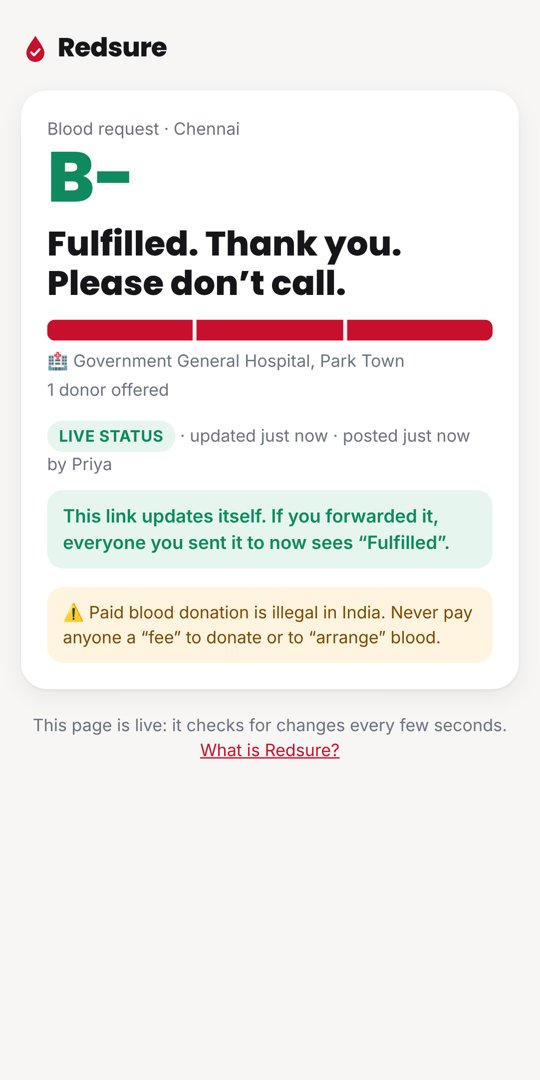 Redsure
Blood request · Chennai
B–
Fulfilled. Thank you.
Please don’t call.
🏥 Government General Hospital, Park Town
1 donor offered
LIVE STATUS · updated just now · posted just now
by Priya
This link updates itself. If you forwarded it,
everyone you sent it to now sees “Fulfilled”.
⚠️ Paid blood donation is illegal in India. Never pay
anyone a “fee” to donate or to “arrange” blood.
This page is live: it checks for changes every few seconds.
What is Redsure?